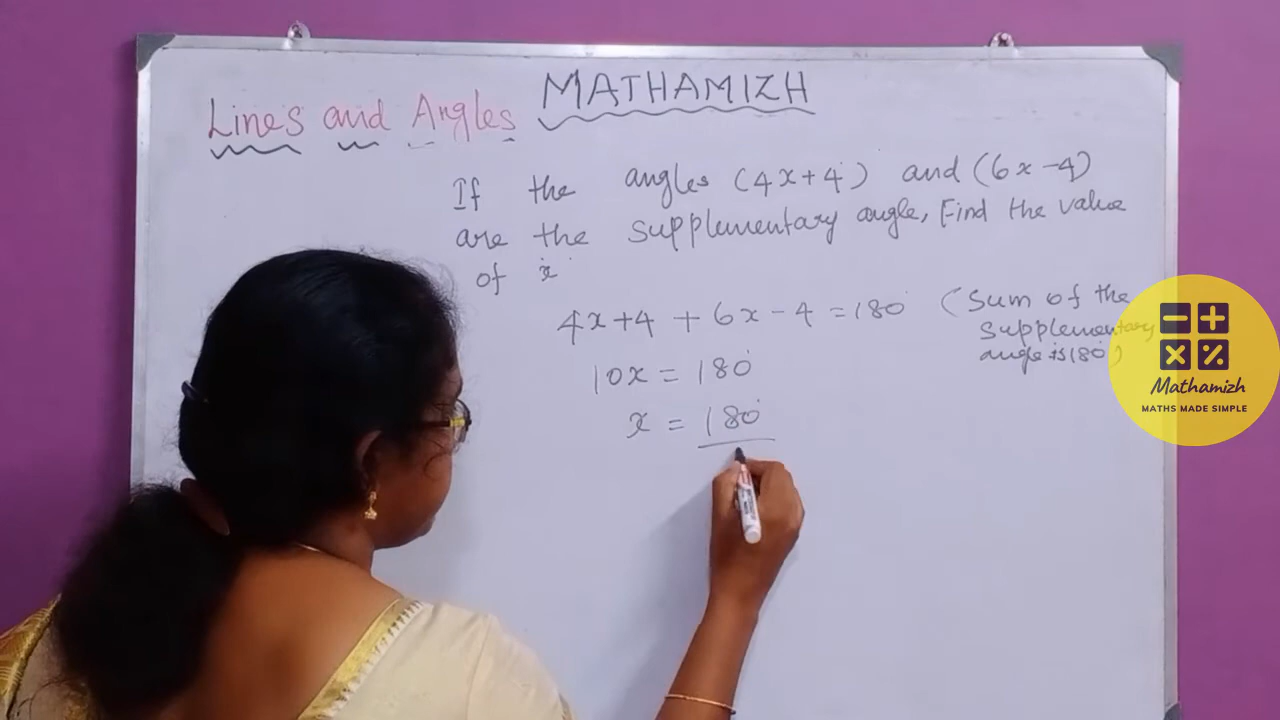 MATHAMIZH
Lines and Angles
If the angles (4x+4) and (6x-4)
are the supplementary angle, Find the value
of x
4x+4 + 6x-4 = 180° (Sum of the
supplementary
angle is 180°)
10x = 180°
x = 180°
Mathamizh
MATHS MADE SIMPLE